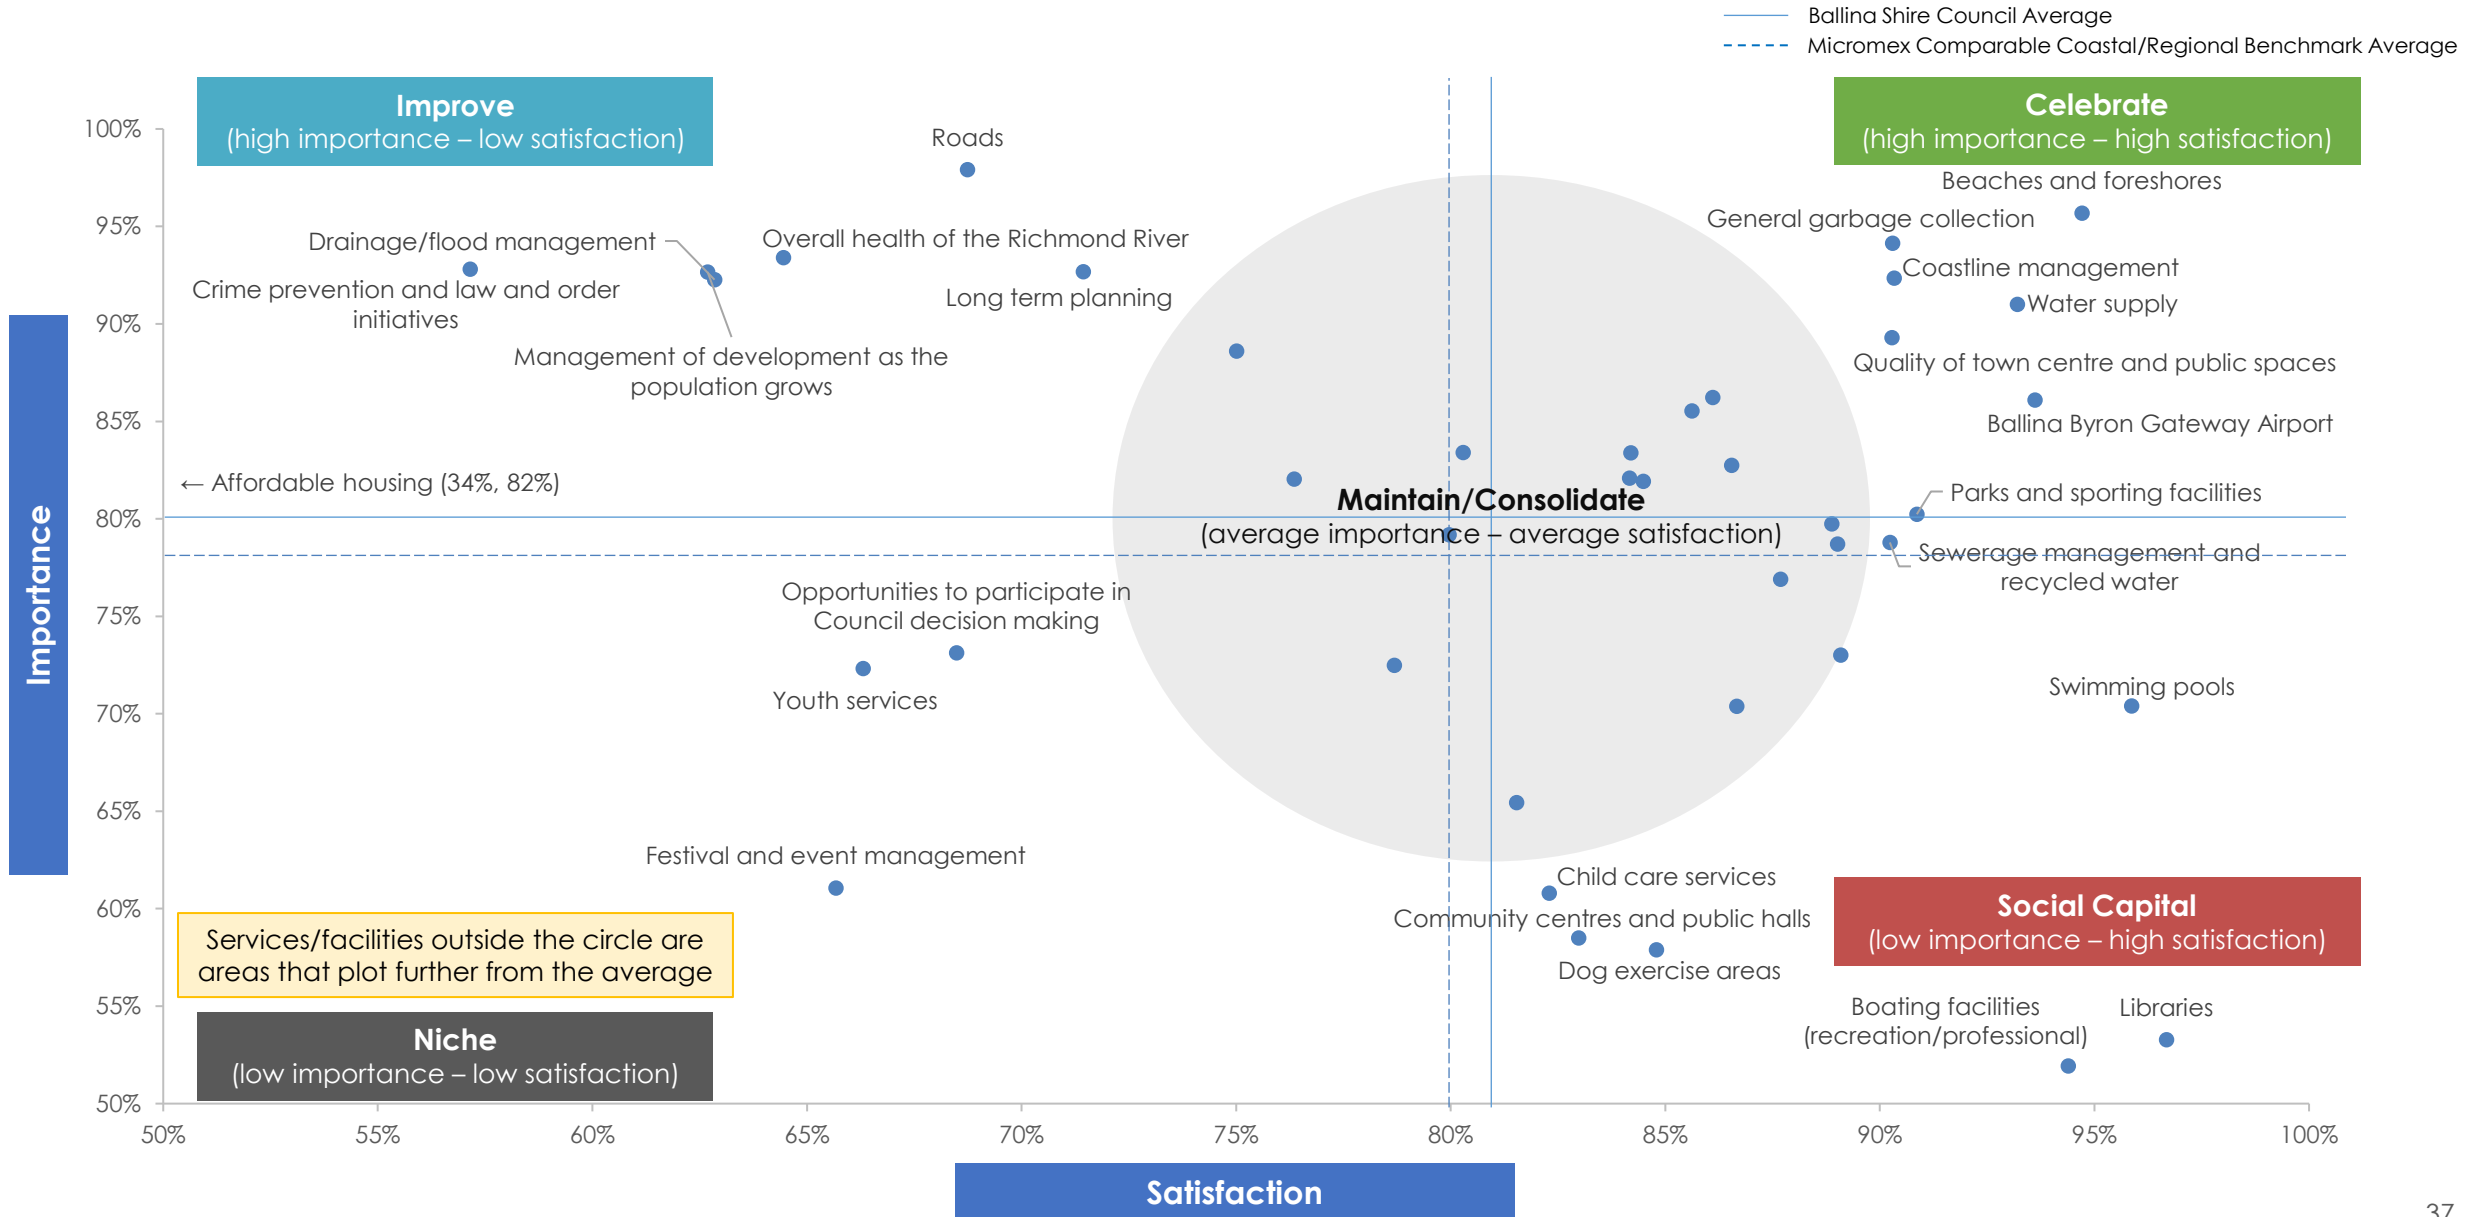 Ballina Shire Council Average
Micromex Comparable Coastal/Regional Benchmark Average
Improve
(high importance – low satisfaction)
Celebrate
(high importance – high satisfaction)
100%
95%
90%
85%
80%
75%
70%
65%
60%
55%
50%
Importance
Roads
Beaches and foreshores
General garbage collection
Drainage/flood management
Overall health of the Richmond River
Coastline management
Crime prevention and law and order
initiatives
Long term planning
Water supply
Management of development as the
population grows
Quality of town centre and public spaces
Ballina Byron Gateway Airport
← Affordable housing (34%, 82%)
Maintain/Consolidate
(average importance – average satisfaction)
Parks and sporting facilities
Sewerage management and
recycled water
Opportunities to participate in
Council decision making
Youth services
Swimming pools
Festival and event management
Child care services
Community centres and public halls
Dog exercise areas
Social Capital
(low importance – high satisfaction)
Services/facilities outside the circle are
areas that plot further from the average
Boating facilities
(recreation/professional)
Libraries
Niche
(low importance – low satisfaction)
50%
55%
60%
65%
70%
75%
80%
85%
90%
95%
100%
Satisfaction
37